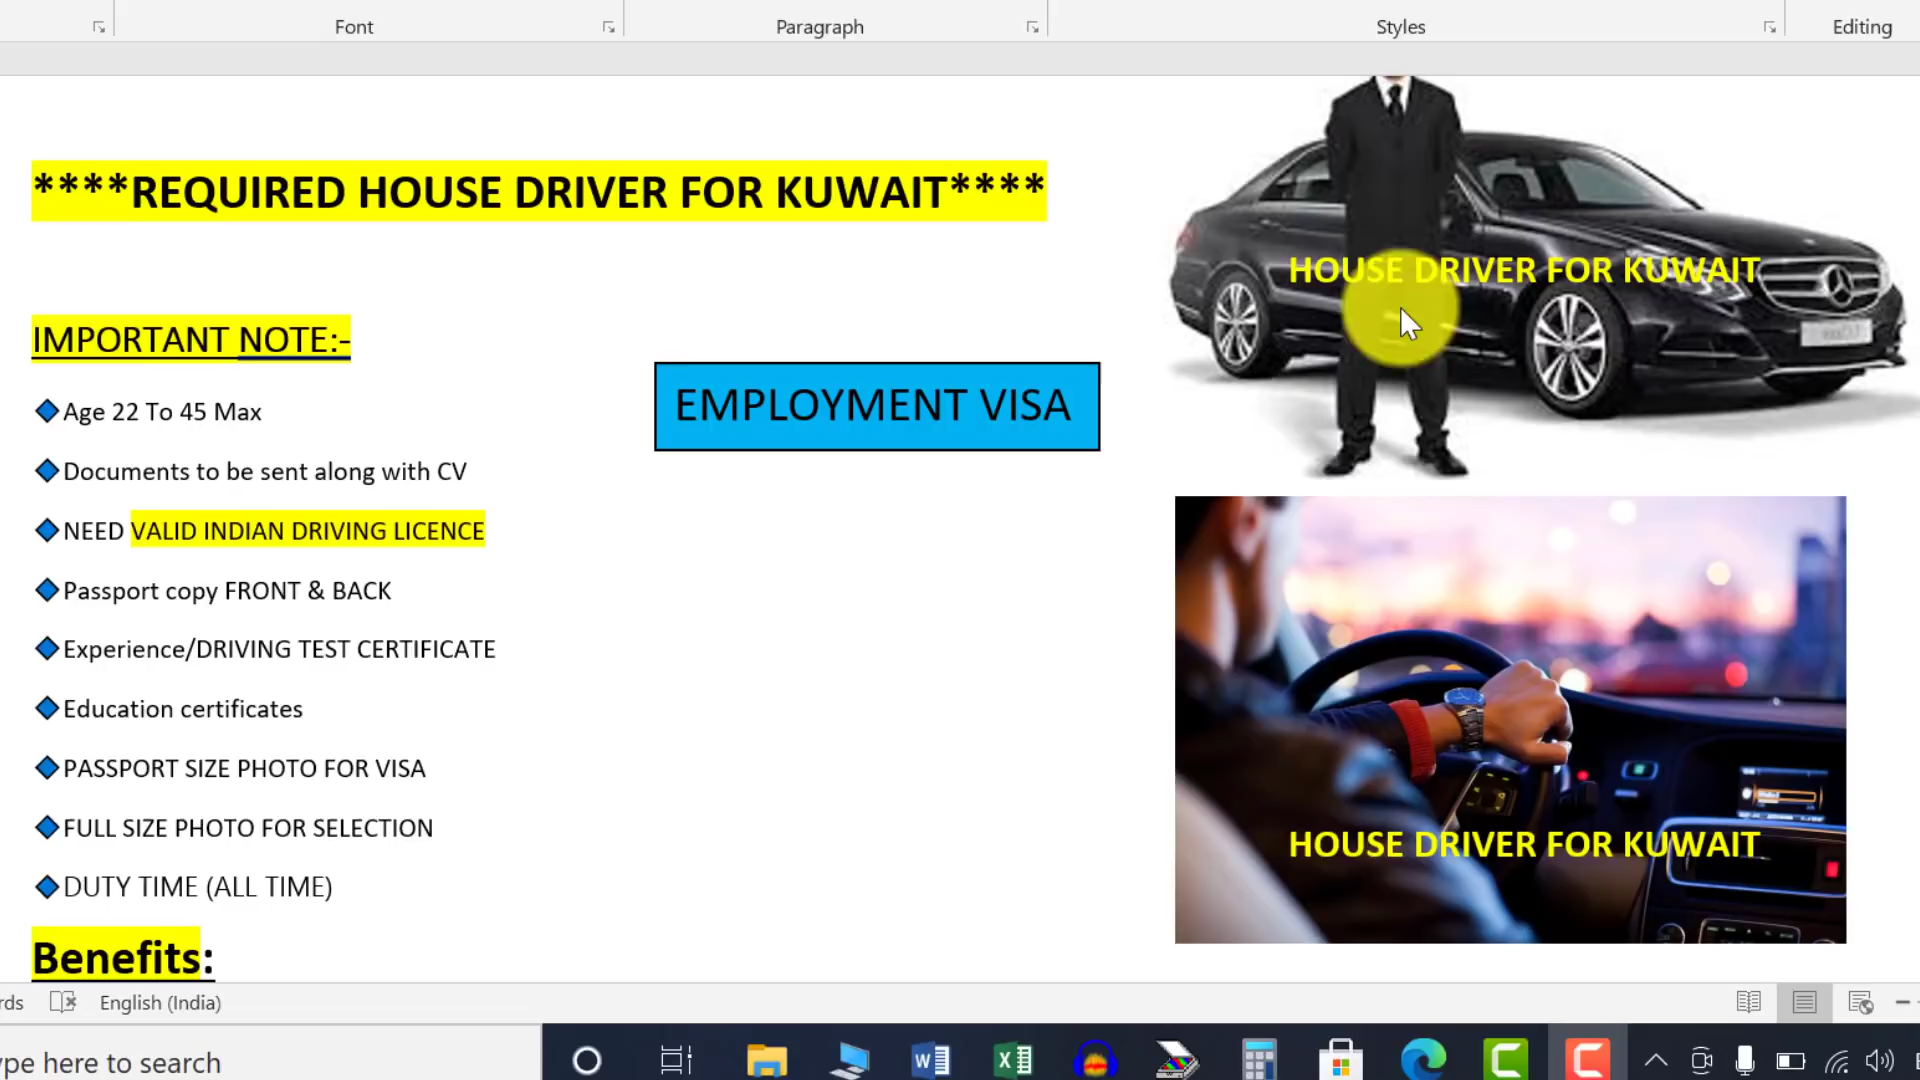 Font
Paragraph
Styles
Editing
****REQUIRED HOUSE DRIVER FOR KUWAIT****
HOUSE DRIVER FOR KUWAIT
IMPORTANT NOTE:-
EMPLOYMENT VISA
Age 22 To 45 Max
Documents to be sent along with CV
NEED VALID INDIAN DRIVING LICENCE
Passport copy FRONT & BACK
Experience/DRIVING TEST CERTIFICATE
Education certificates
PASSPORT SIZE PHOTO FOR VISA
FULL SIZE PHOTO FOR SELECTION
HOUSE DRIVER FOR KUWAIT
DUTY TIME (ALL TIME)
Benefits:
rds
English (India)
ype here to search